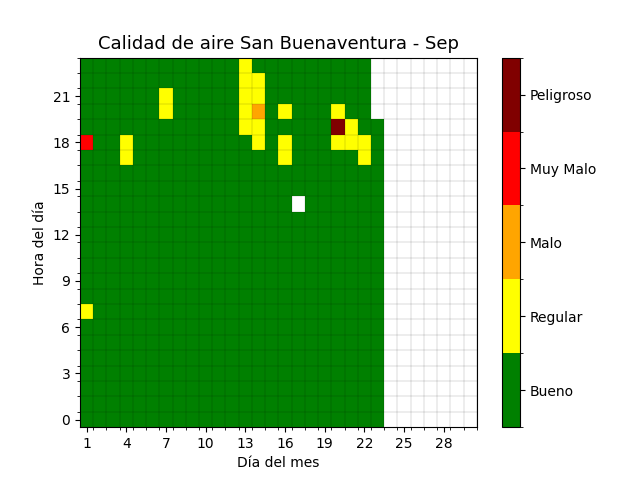 Calidad de aire San Buenaventura - Sep
Peligroso
21
Muy Malo
18
15
Hora del día
Malo
12
9
Regular
6
3
Bueno
0
1 4 7 10 13 16 19 22 25 28
Día del mes